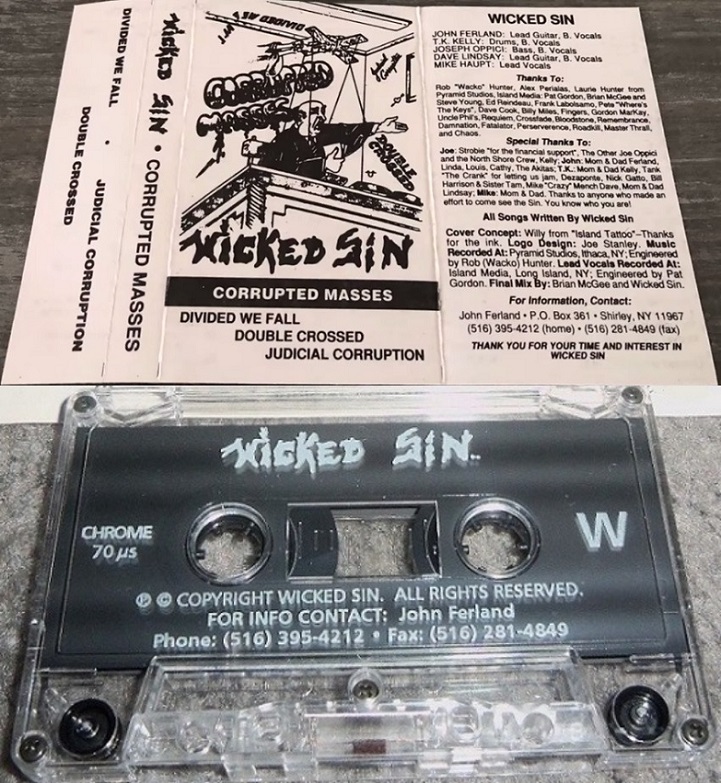 DIVIDED WE FALL
•
DOUBLE CROSSED
•
JUDICIAL CORRUPTION
WICKED SIN • CORRUPTED MASSES
DIVIDED WE FALL
DOUBLE CROSSED
WICKED SIN
CORRUPTED MASSES
DIVIDED WE FALL
DOUBLE CROSSED
JUDICIAL CORRUPTION
WICKED SIN
JOHN FERLAND: Lead Guitar, B. Vocals
T.K. KELLY: Drums, B. Vocals
JOSEPH OPPICI: Bass, B. Vocals
DAVE LINDSAY: Lead Guitar, B. Vocals
MIKE HAUPT: Lead Vocals
Thanks To:
Rob "Wacko" Hunter, Alex Perialas, Laurie Hunter from
Pyramid Studios, Island Media: Pat Gordon, Brian McGee and
Steve Young, Ed Reindeau, Frank Labolsamo, Pete "Where's
The Keys", Dave Cook, Billy Miles, Fingers, Gordon MarKay,
Uncle Phil's, Requiem, Crossfade, Bloodstone, Remembrance,
Damnation, Fatalator, Perserverence, Roadkill, Master Thrall,
and Chaos.
Special Thanks To:
Joe: Strobie "for the financial support", The Other Joe Oppici
and the North Shore Crew, Kelly; John: Mom & Dad Ferland,
Linda, Louis, Cathy, The Akitas; T.K.: Mom & Dad Kelly, Tank
"The Crank" for letting us jam, Dezaponte, Nick Gatto, Bill
Harrison & Sister Tam, Mike "Crazy" Mench Dave, Mom & Dad
Lindsay; Mike: Mom & Dad. Thanks to anyone who made an
effort to come see the Sin. You know who you are!
All Songs Written By Wicked Sin
Cover Concept: Willy from "Island Tattoo"–Thanks
for the ink. Logo Design: Joe Stanley. Music
Recorded At: Pyramid Studios, Ithaca, NY; Engineered
by Rob (Wacko) Hunter. Lead Vocals Recorded At:
Island Media, Long Island, NY; Engineered by Pat
Gordon. Final Mix By: Brian McGee and Wicked Sin.
For Information, Contact:
John Ferland • P.O. Box 361 • Shirley, NY 11967
(516) 395-4212 (home) • (516) 281-4849 (fax)
THANK YOU FOR YOUR TIME AND INTEREST IN
WICKED SIN
WICKED SIN..
CHROME
70 µs
W
℗ © COPYRIGHT WICKED SIN. ALL RIGHTS RESERVED.
FOR INFO CONTACT: John Ferland
Phone: (516) 395-4212 • Fax: (516) 281-4849